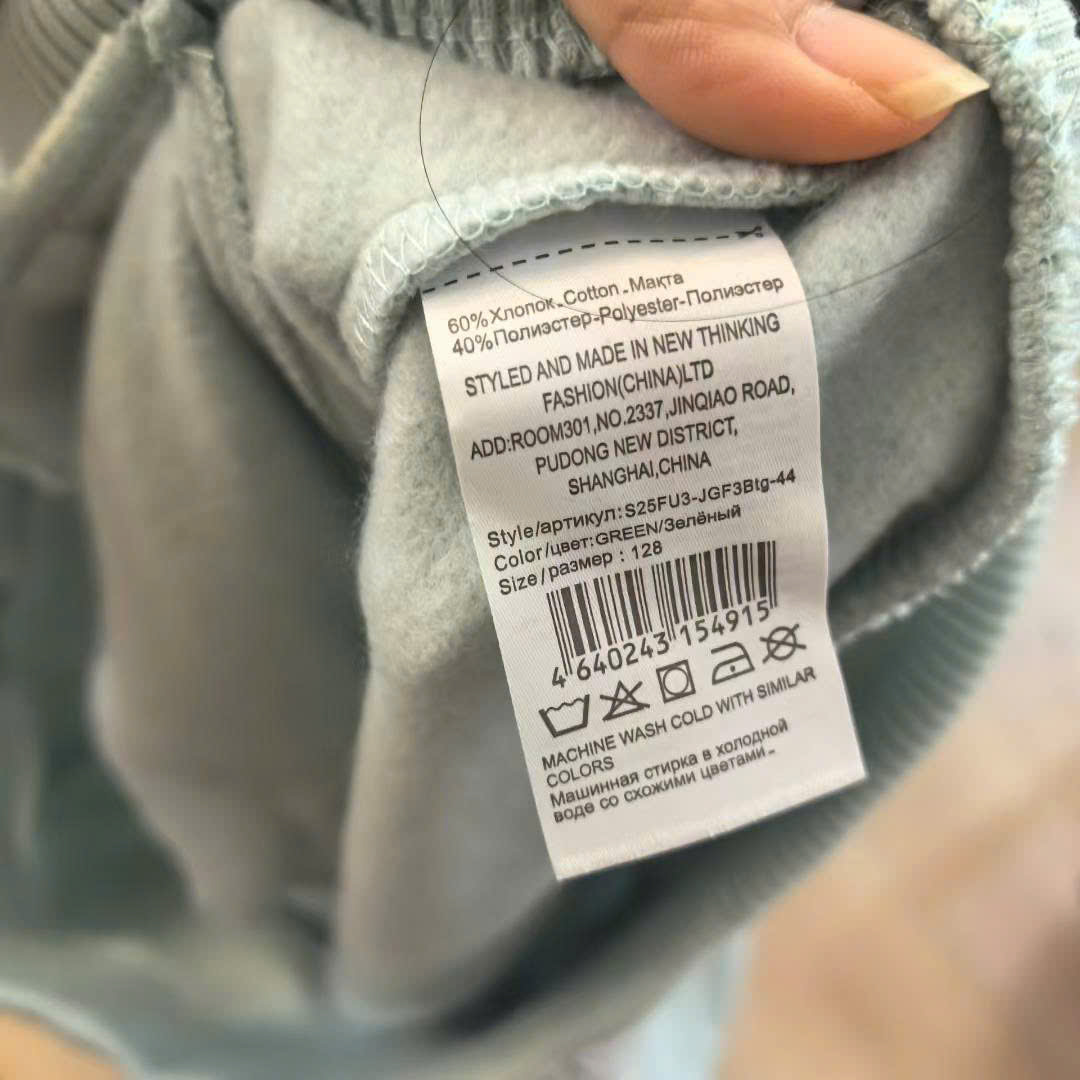 60%Хлопок-Cotton-Мақта
40%Полиэстер-Polyester-Полиэстер
STYLED AND MADE IN NEW THINKING
FASHION(CHINA)LTD
ADD:ROOM301,NO.2337,JINQIAO ROAD,
PUDONG NEW DISTRICT,
SHANGHAI,CHINA
Style/артикул:S25FU3-JGF3Btg-44
Color/цвет:GREEN/Зелёный
Size/размер : 128
4 640243 154915
MACHINE WASH COLD WITH SIMILAR
COLORS
Машинная стирка в холодной
воде со схожими цветами